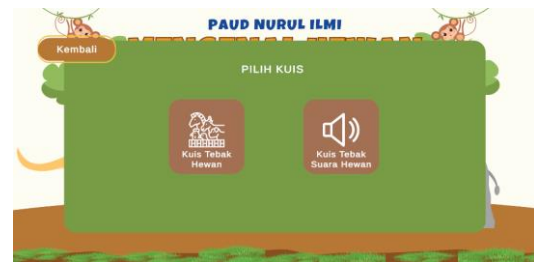 PAUD NURUL ILMI
Kembali
PILIH KUIS
Kuis Tebak
Hewan
Kuis Tebak
Suara Hewan